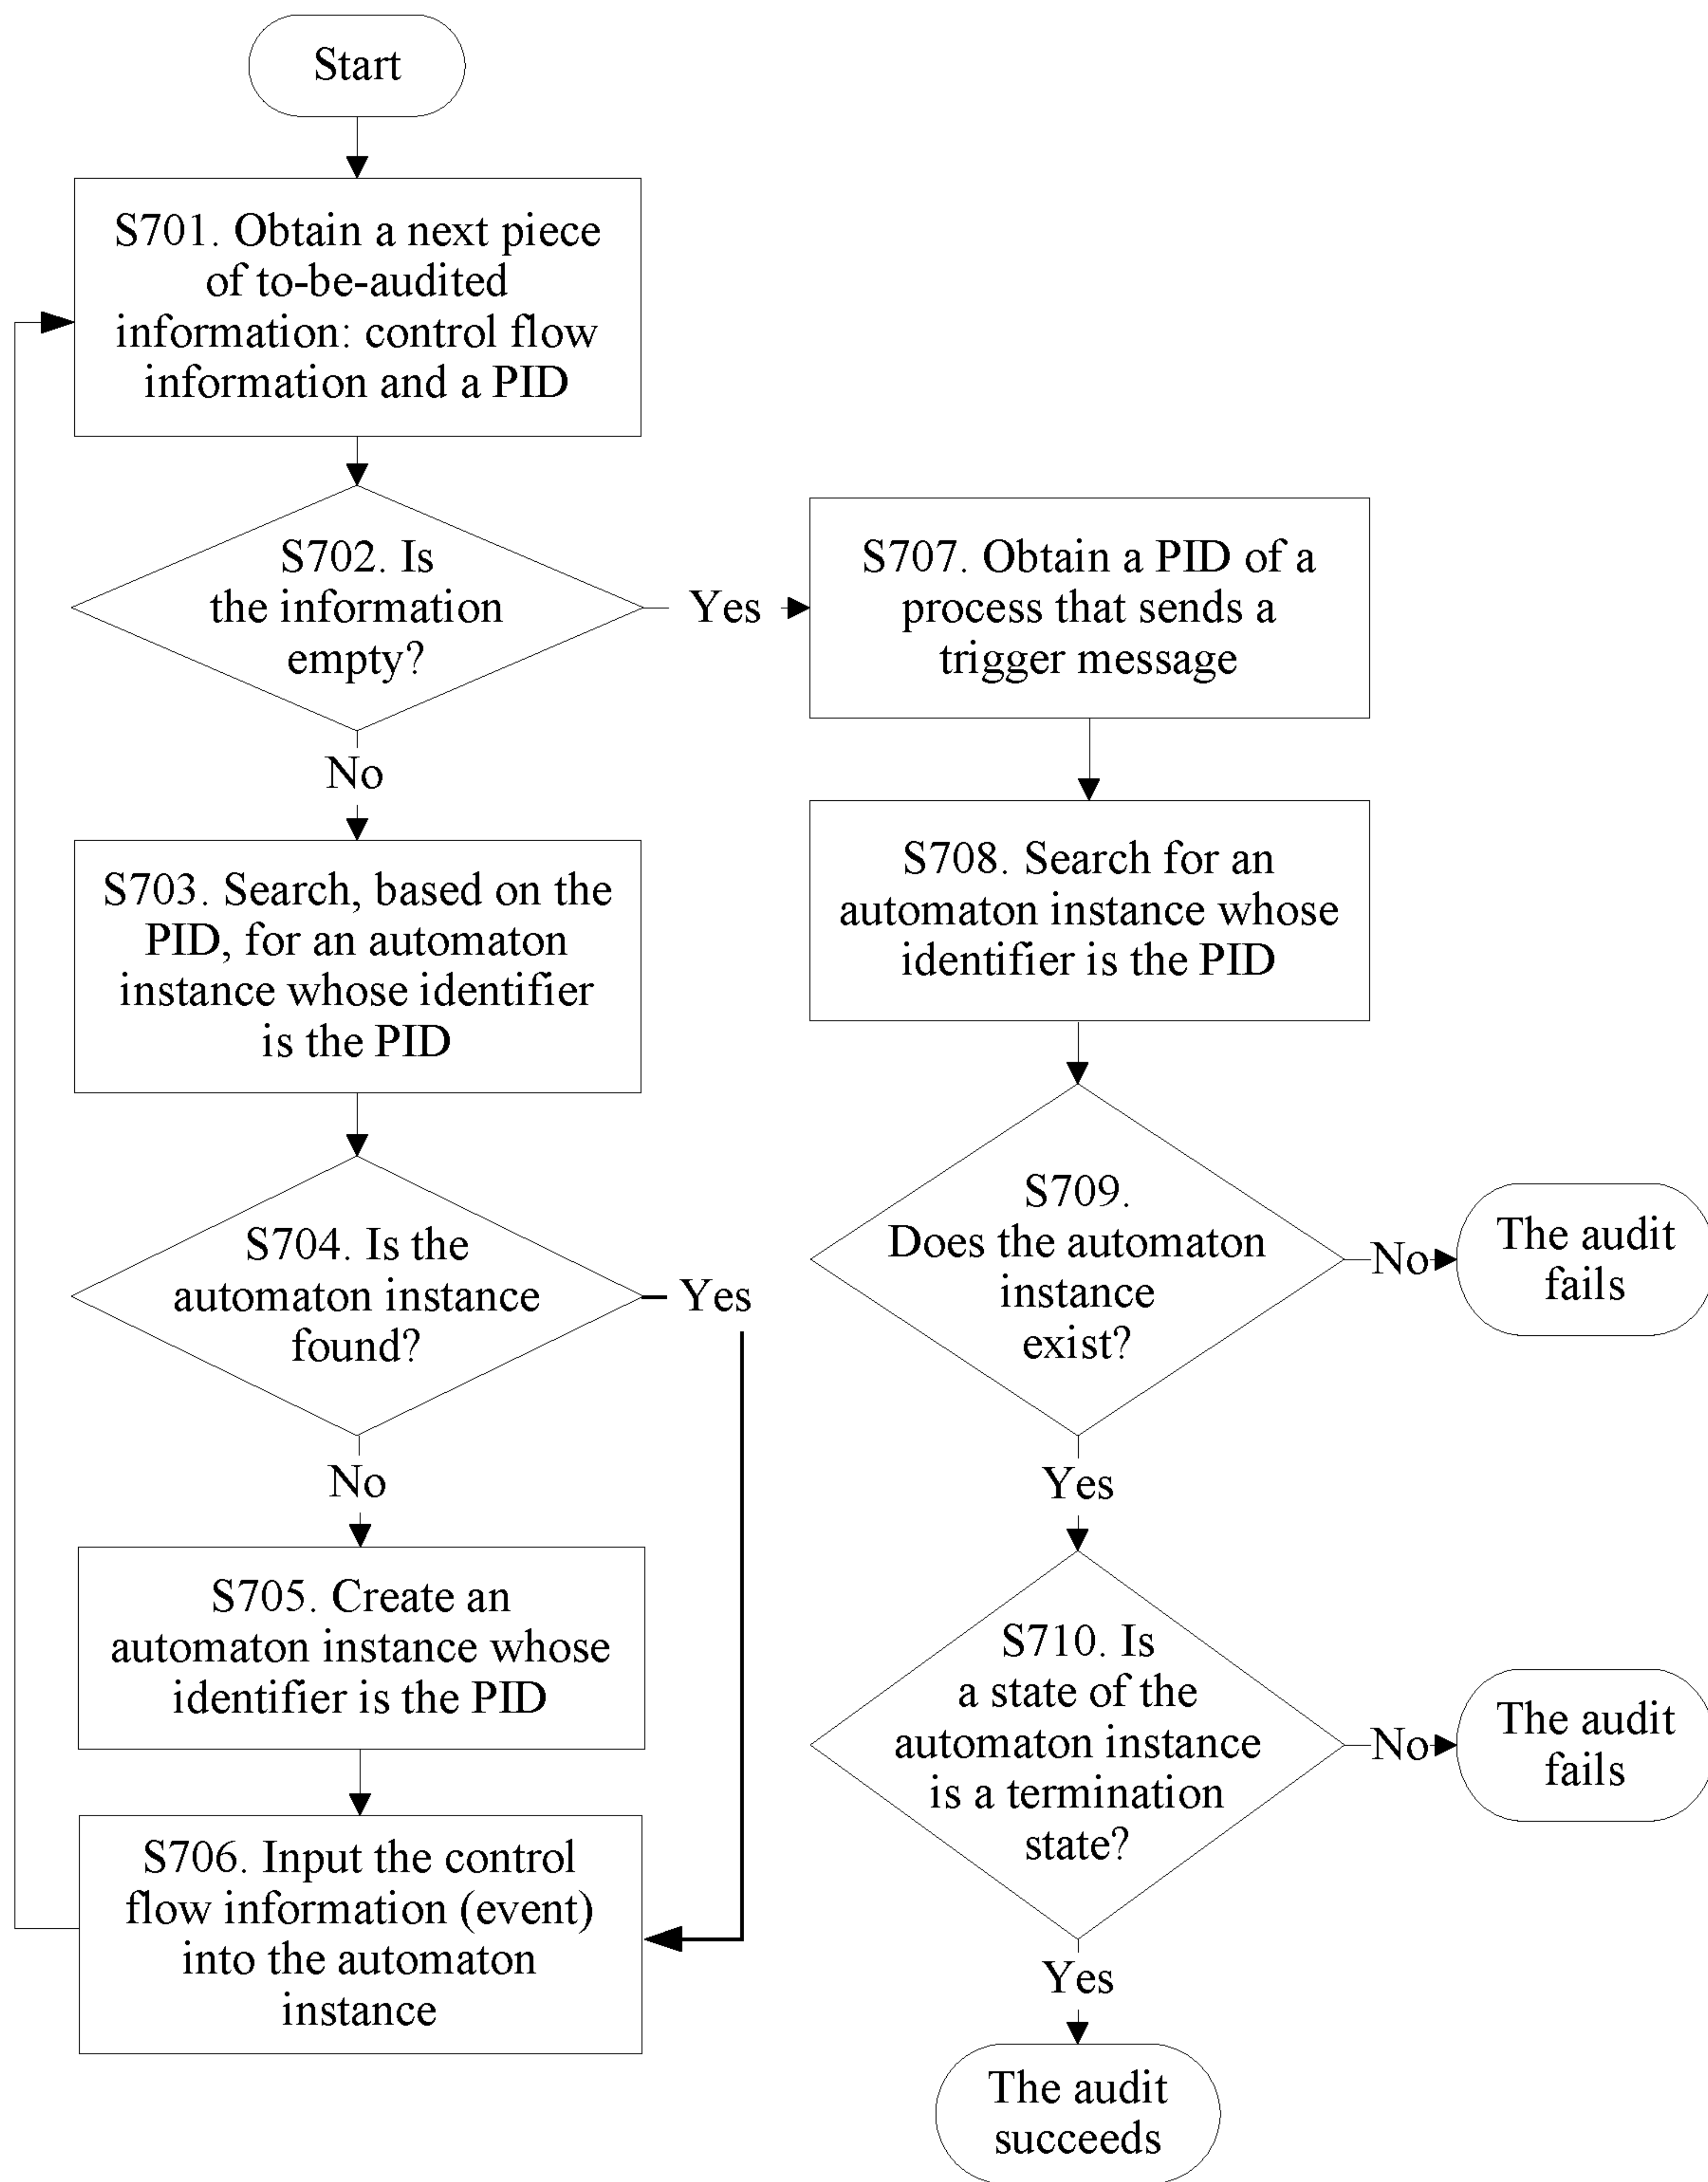 Start
S701. Obtain a next piece
of to-be-audited
information: control flow
information and a PID
S702. Is
the information
empty?
Yes
No
S703. Search, based on the
PID, for an automaton
instance whose identifier
is the PID
S704. Is the
automaton instance
found?
Yes
No
S705. Create an
automaton instance whose
identifier is the PID
S706. Input the control
flow information (event)
into the automaton
instance
S707. Obtain a PID of a
process that sends a
trigger message
S708. Search for an
automaton instance whose
identifier is the PID
S709.
Does the automaton
instance
exist?
No
The audit
fails
Yes
S710. Is
a state of the
automaton instance
is a termination
state?
No
The audit
fails
Yes
The audit
succeeds